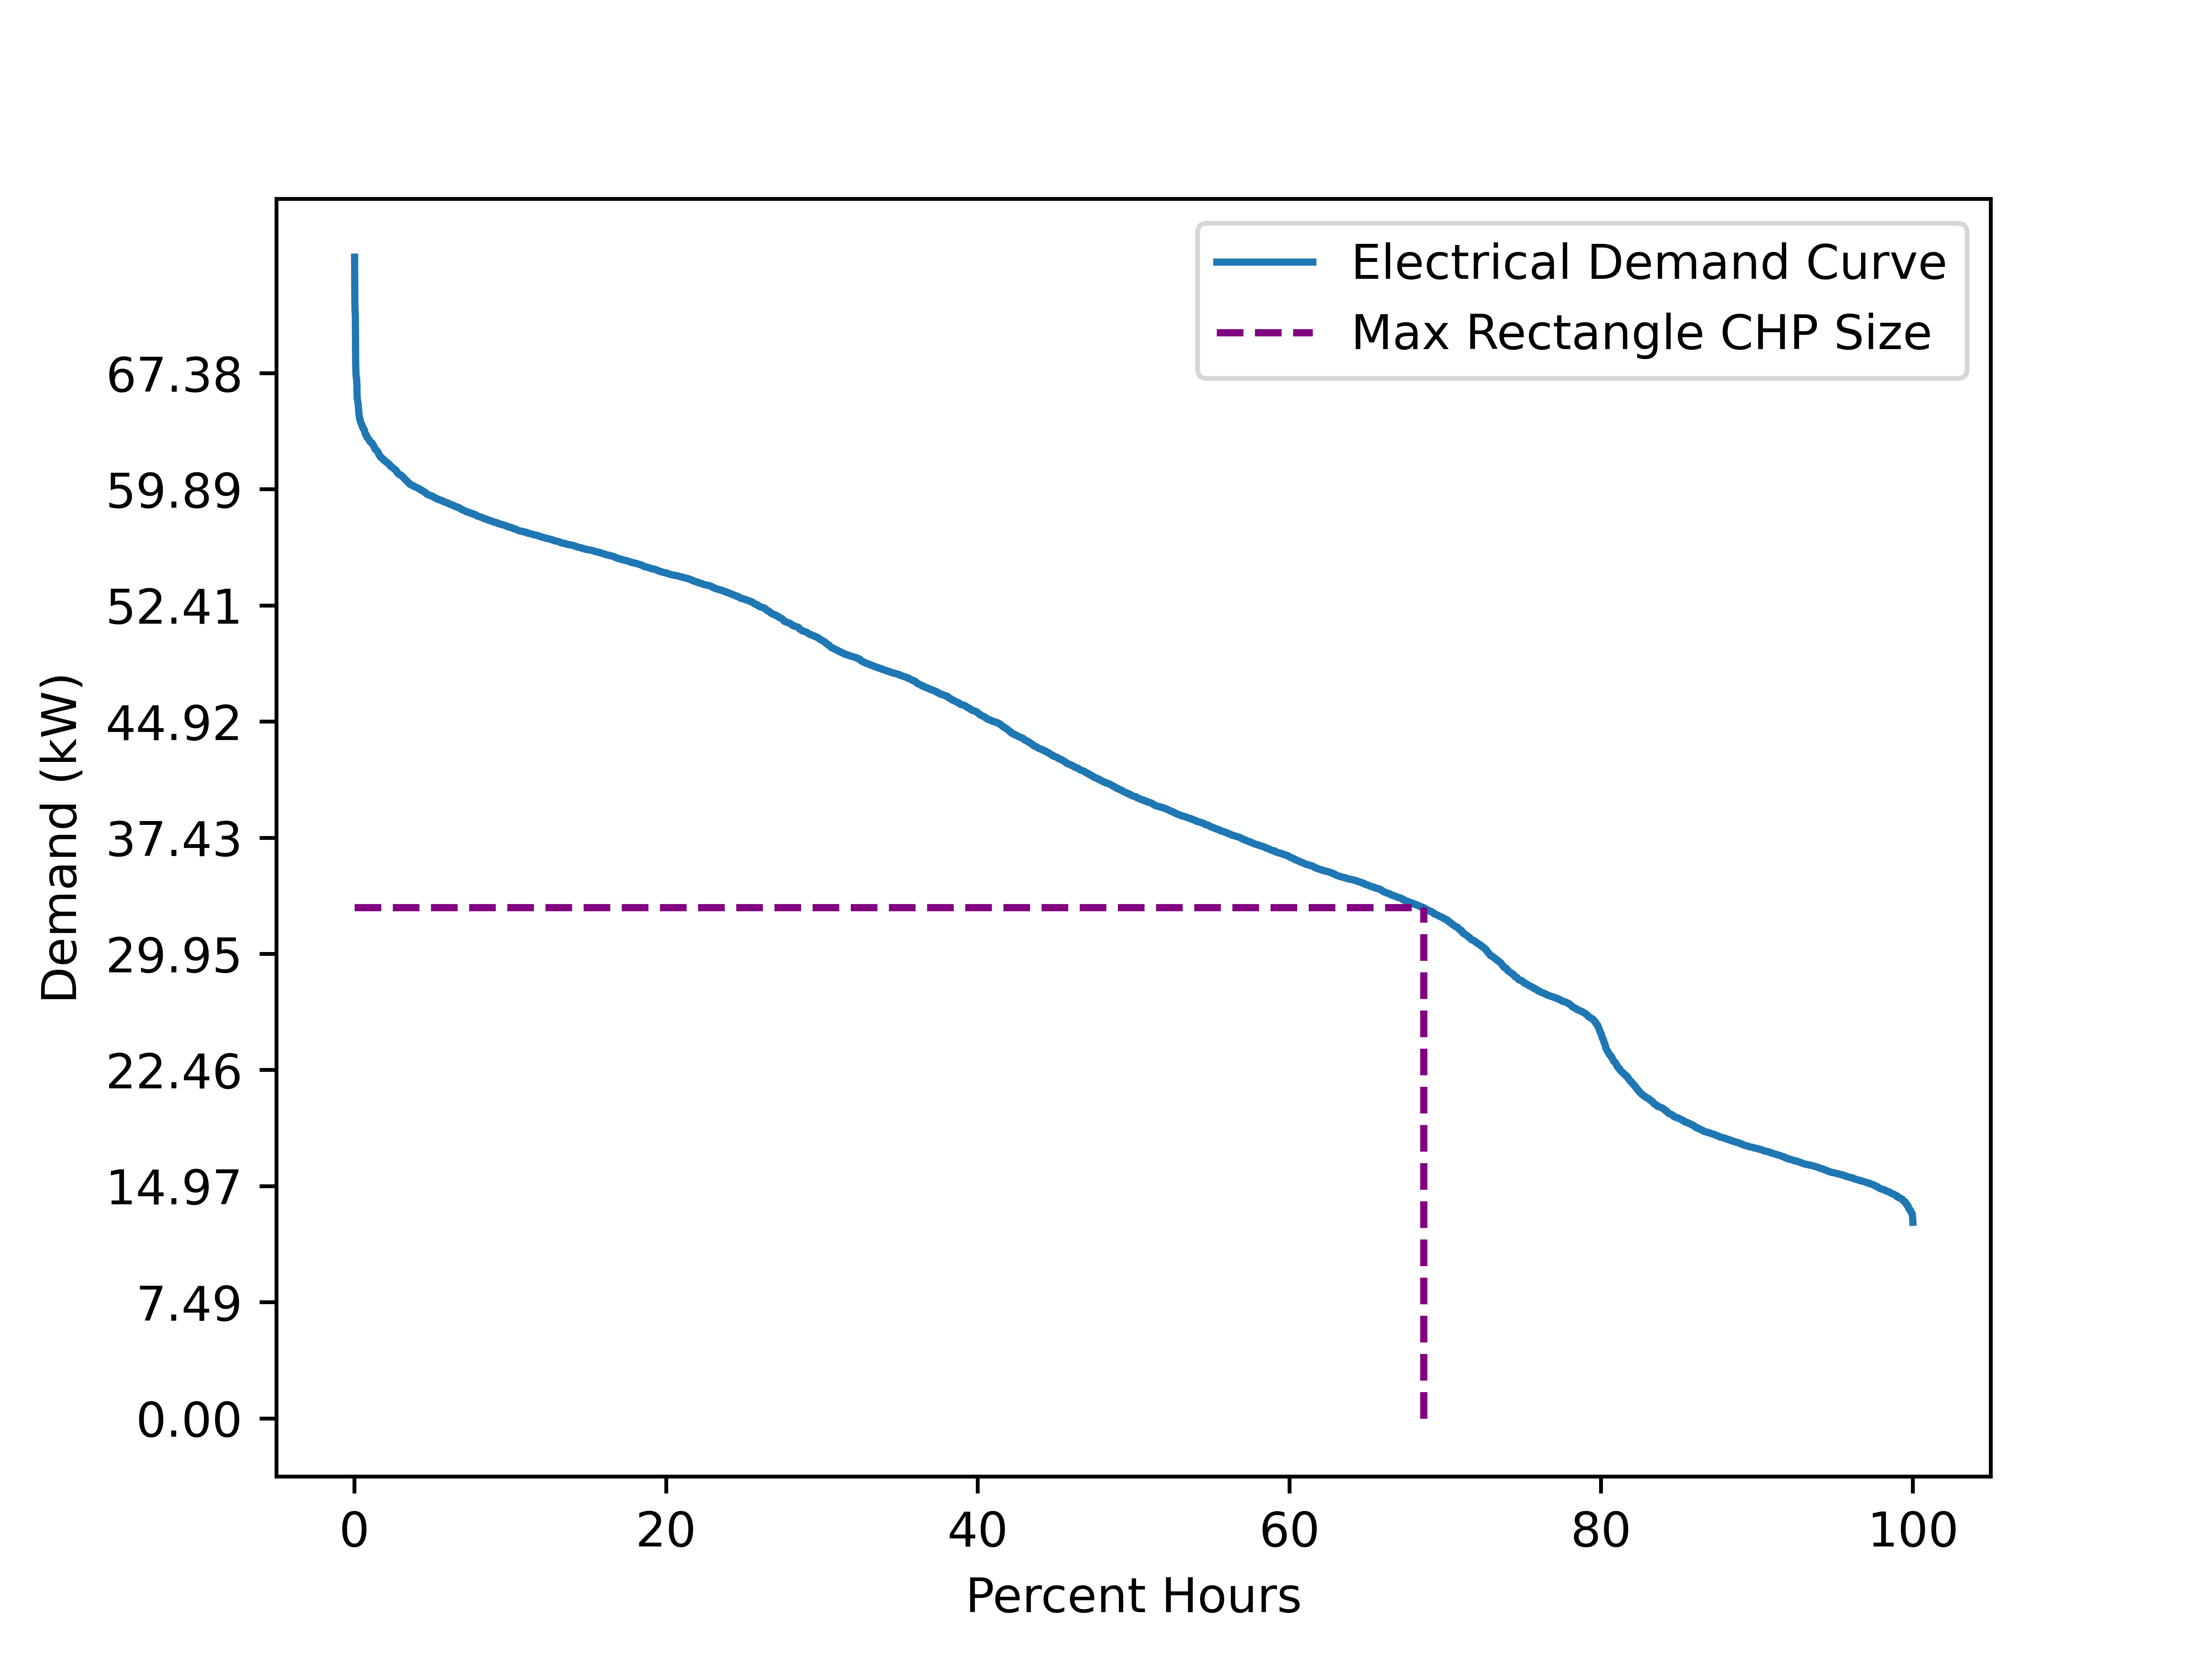 Electrical Demand Curve
Max Rectangle CHP Size
67.38
59.89
52.41
44.92
37.43
29.95
22.46
14.97
7.49
0.00
Demand (kW)
0 20 40 60 80 100
Percent Hours